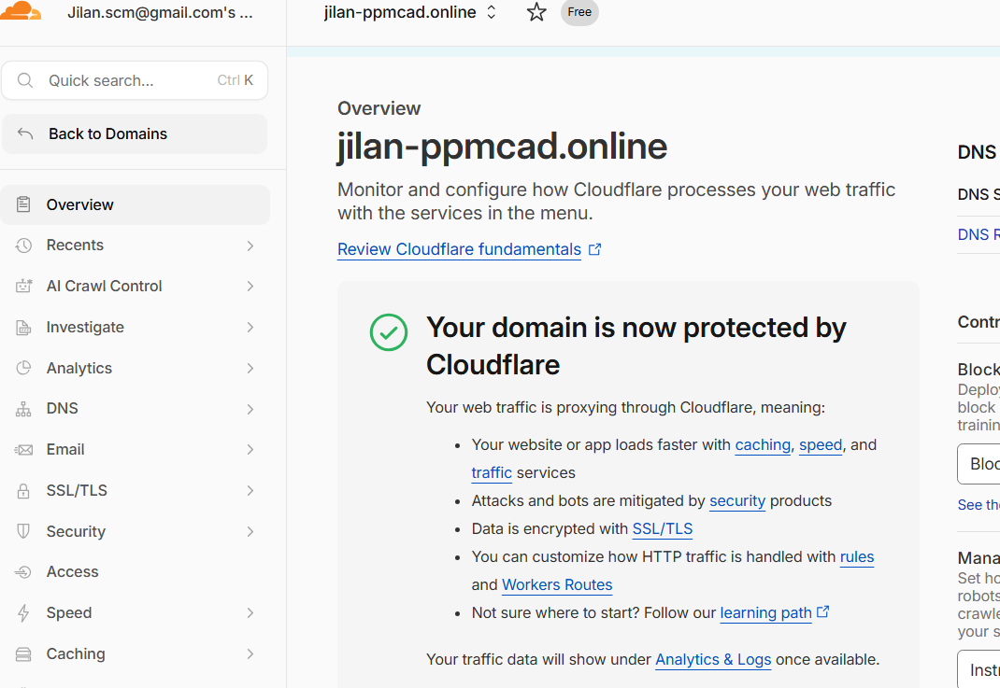 Jilan.scm@gmail.com's ...
jilan-ppmcad.online
Free
Quick search...
Ctrl K
Back to Domains
Overview
Recents
AI Crawl Control
Investigate
Analytics
DNS
Email
SSL/TLS
Security
Access
Speed
Caching
Overview
jilan-ppmcad.online
Monitor and configure how Cloudflare processes your web traffic
with the services in the menu.
Review Cloudflare fundamentals
Your domain is now protected by
Cloudflare
Your web traffic is proxying through Cloudflare, meaning:
• Your website or app loads faster with caching, speed, and
traffic services
• Attacks and bots are mitigated by security products
• Data is encrypted with SSL/TLS
• You can customize how HTTP traffic is handled with rules
and Workers Routes
• Not sure where to start? Follow our learning path
Your traffic data will show under Analytics & Logs once available.
DNS
DNS S
DNS R
Contr
Block
Deploy
block
trainin
Bloc
See the
Mana
Set ho
robots
crawle
your s
Instr